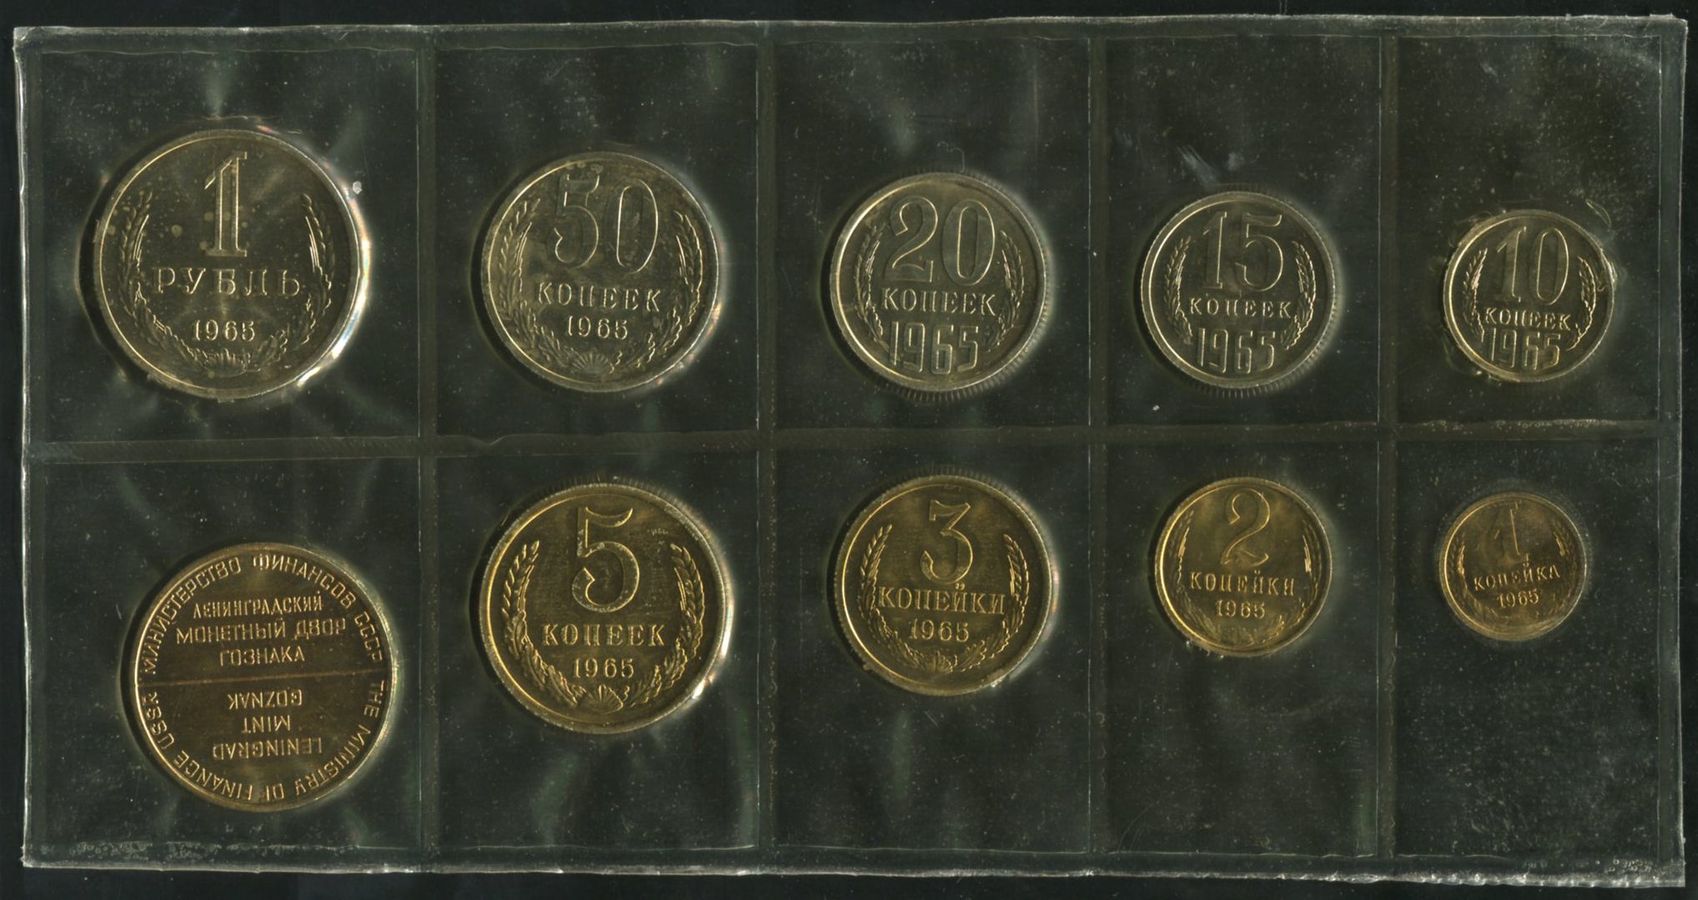 1
РУБЛЬ
1965
50
КОПЕЕК
1965
20
КОПЕЕК
1965
15
КОПЕЕК
1965
10
КОПЕЕК
1965
МИНИСТЕРСТВО ФИНАНСОВ СССР
ЛЕНИНГРАДСКИЙ
МОНЕТНЫЙ ДВОР
ГОЗНАКА
THE MINISTRY OF FINANCE USSR
LENINGRAD
MINT
GOZNAK
5
КОПЕЕК
1965
3
КОПЕЙКИ
1965
2
КОПЕЙКИ
1965
1
КОПЕЙКА
1965